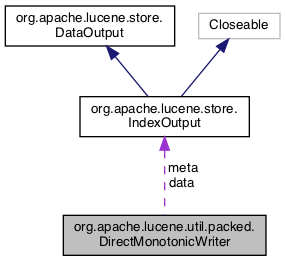 org.apache.lucene.store.
DataOutput
Closeable
org.apache.lucene.store.
IndexOutput
meta
data
org.apache.lucene.util.packed.
DirectMonotonicWriter